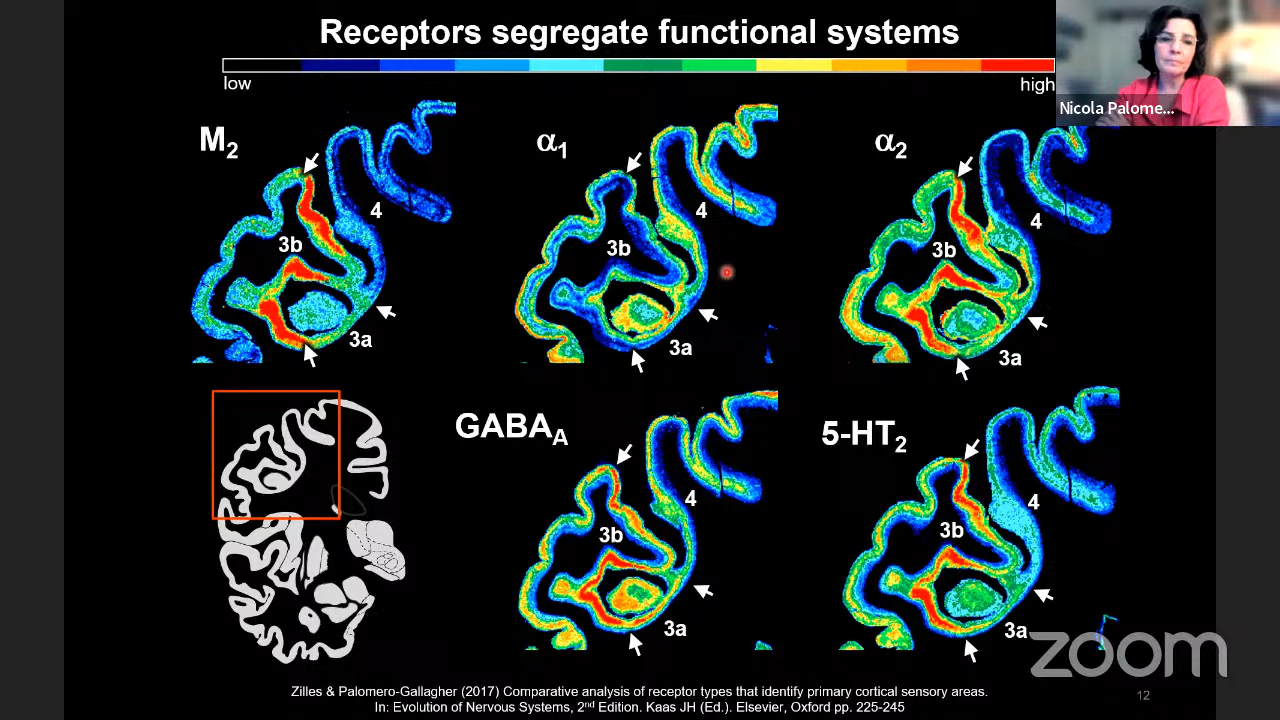 Receptors segregate functional systems
low
high
Nicola Palome...
M2
α1
α2
4
3b
3a
4
3b
3a
4
3b
3a
GABAA
5-HT2
4
3b
3a
4
3b
3a
zoom
Zilles & Palomero-Gallagher (2017) Comparative analysis of receptor types that identify primary cortical sensory areas.
In: Evolution of Nervous Systems, 2nd Edition. Kaas JH (Ed.). Elsevier, Oxford pp. 225-245
12